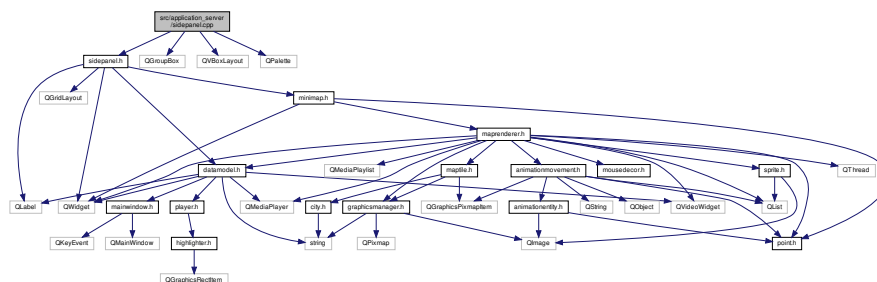 src/application_server
/sidepanel.cpp
sidepanel.h
QGroupBox
QVBoxLayout
QPalette
QGridLayout
minimap.h
maprenderer.h
datamodel.h
QMediaPlaylist
maptile.h
animationmovement.h
mousedecor.h
sprite.h
QThread
QLabel
QWidget
mainwindow.h
player.h
QMediaPlayer
city.h
graphicsmanager.h
QGraphicsPixmapItem
animationentity.h
QString
QObject
QVideoWidget
QList
QKeyEvent
QMainWindow
highlighter.h
string
QPixmap
QImage
point.h
QGraphicsRectItem